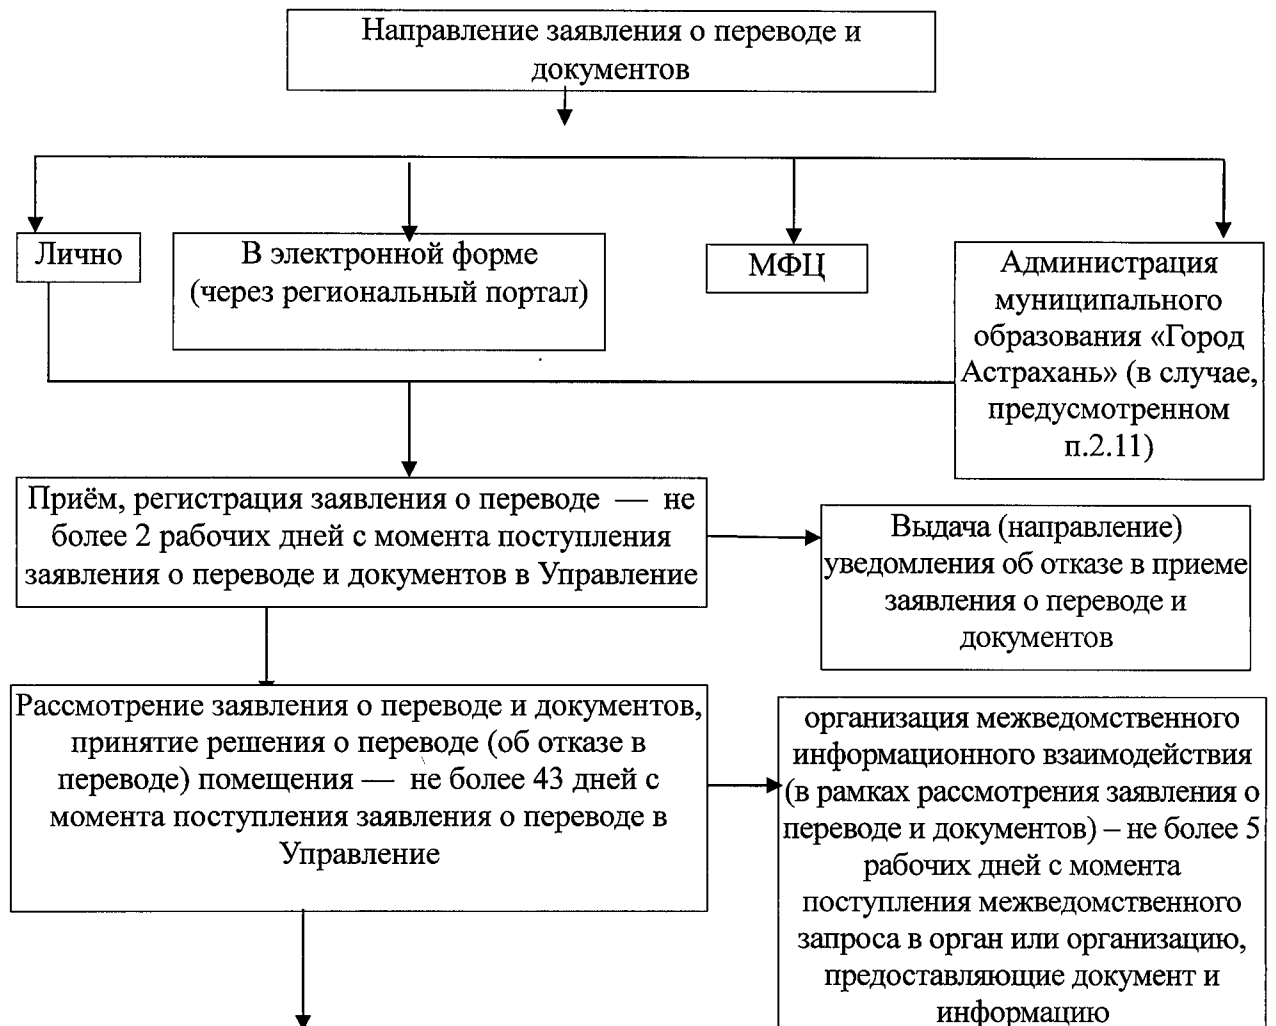 Направление заявления о переводе и
документов
Лично
В электронной форме
(через региональный портал)
МФЦ
Администрация
муниципального
образования «Город
Астрахань» (в случае,
предусмотренном
п.2.11)
Приём, регистрация заявления о переводе — не
более 2 рабочих дней с момента поступления
заявления о переводе и документов в Управление
Выдача (направление)
уведомления об отказе в приеме
заявления о переводе и
документов
Рассмотрение заявления о переводе и документов,
принятие решения о переводе (об отказе в
переводе) помещения — не более 43 дней с
момента поступления заявления о переводе в
Управление
организация межведомственного
информационного взаимодействия
(в рамках рассмотрения заявления о
переводе и документов) – не более 5
рабочих дней с момента
поступления межведомственного
запроса в орган или организацию,
предоставляющие документ и
информацию